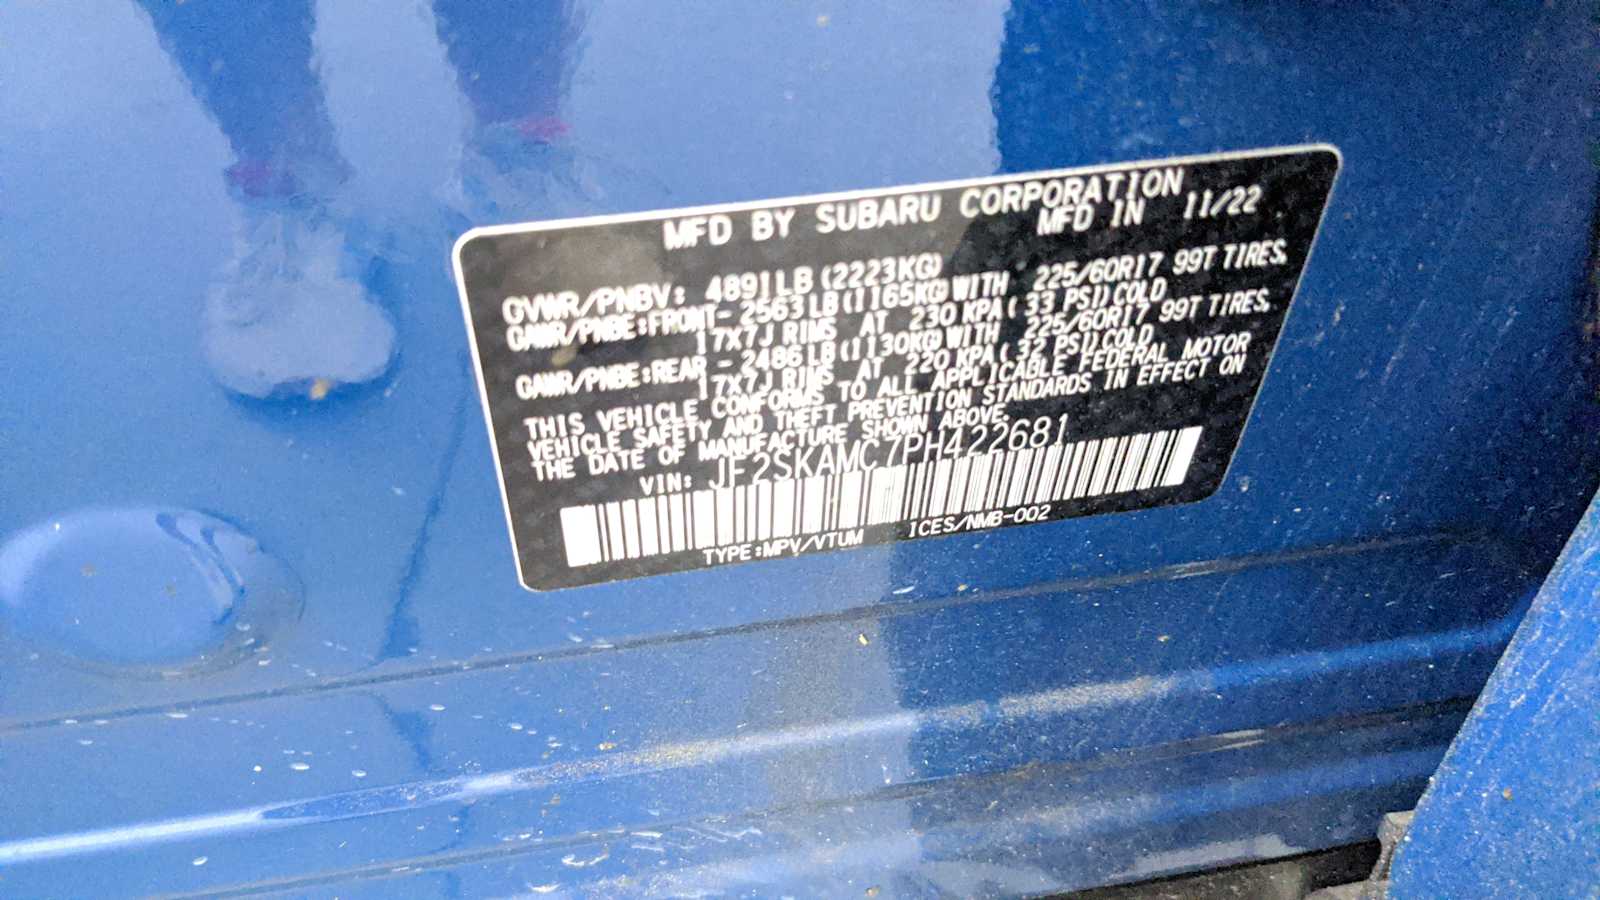 MFD BY SUBARU CORPORATION
MFD IN 11/22
GVWR/PNBV: 4891LB (2223KG)
GAWR/PNBE:FRONT- 2563LB(1165KG)WITH 225/60R17 99T TIRES,
17X7J RIMS AT 230 KPA( 33 PSI)COLD
GAWR/PNBE:REAR - 2486LB(1130KG)WITH 225/60R17 99T TIRES,
17X7J RIMS AT 220 KPA( 32 PSI)COLD
THIS VEHICLE CONFORMS TO ALL APPLICABLE FEDERAL MOTOR
VEHICLE SAFETY AND THEFT PREVENTION STANDARDS IN EFFECT ON
THE DATE OF MANUFACTURE SHOWN ABOVE.
VIN: JF2SKAMC7PH422681
TYPE:MPV/VTUM ICES/NMB-002